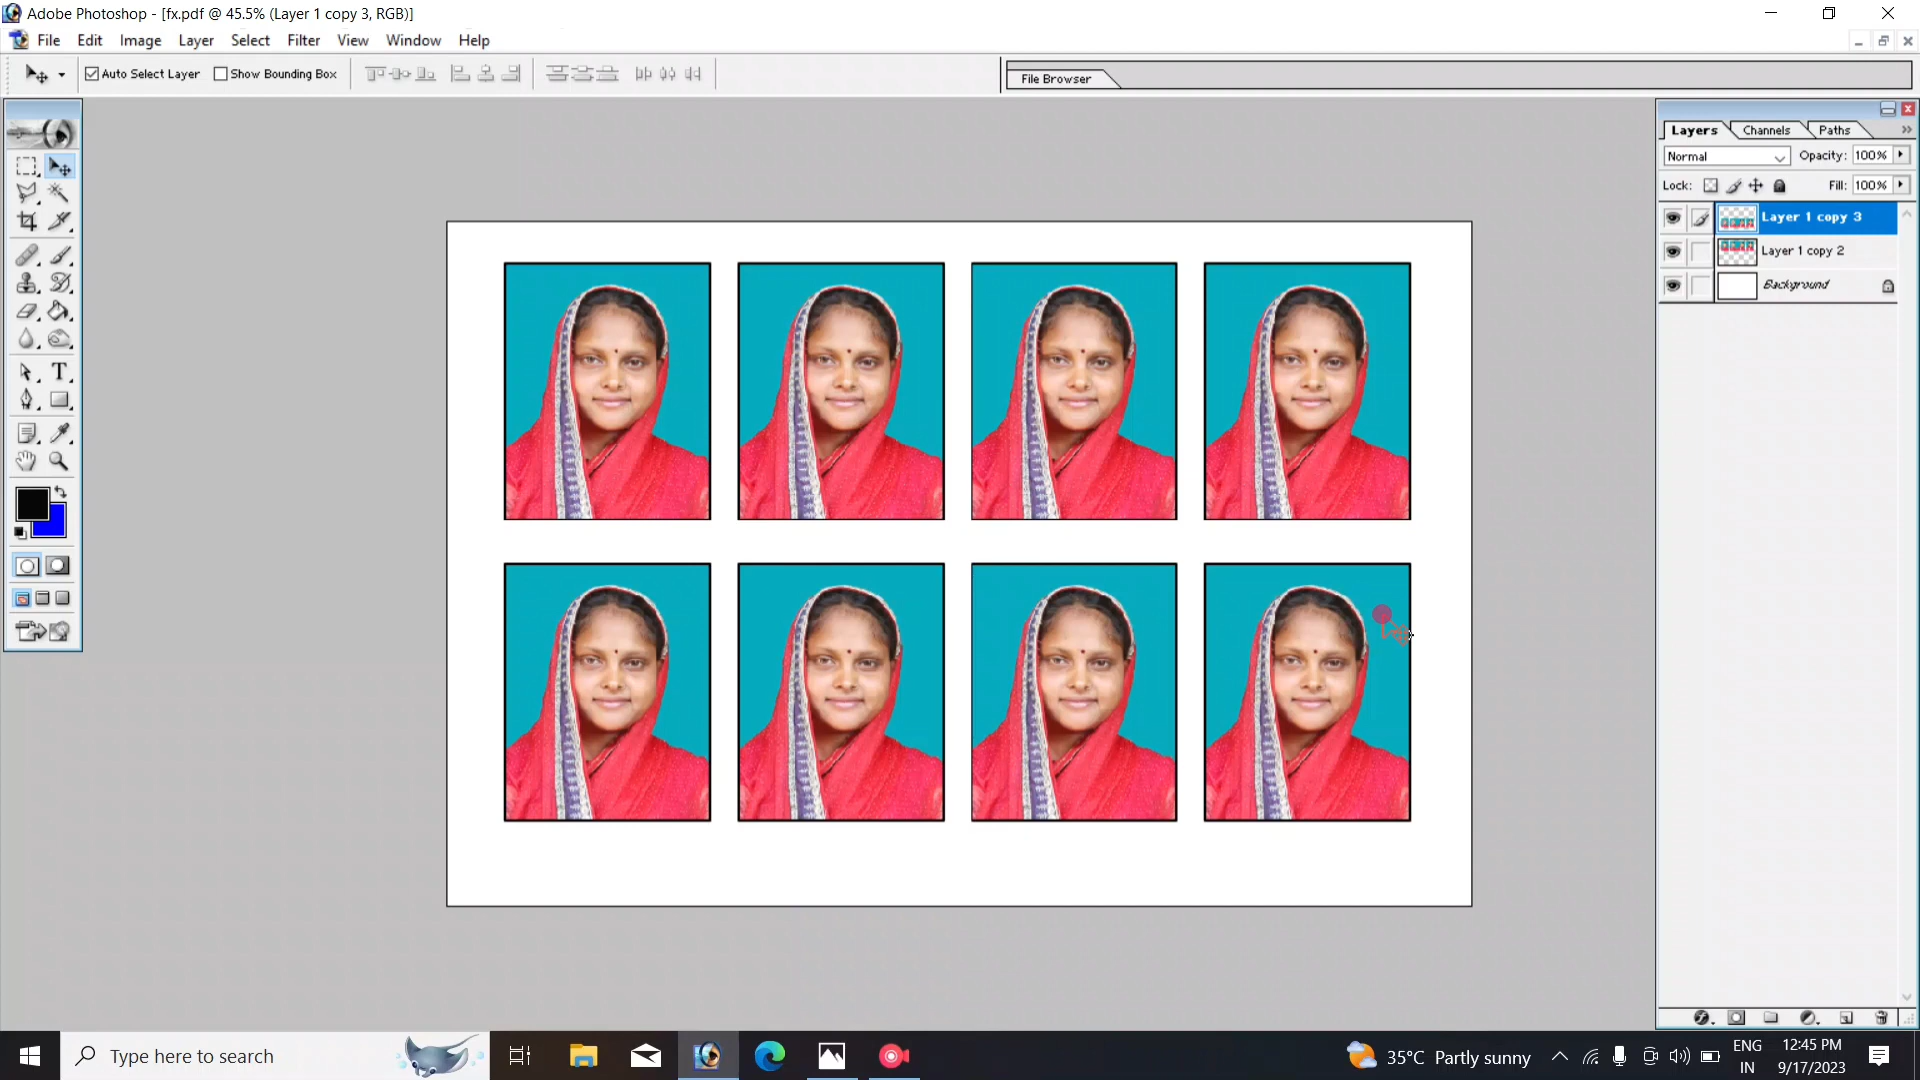 Adobe Photoshop - [fx.pdf @ 45.5% (Layer 1 copy 3, RGB)]
File Edit Image Layer Select Filter View Window Help
Auto Select Layer Show Bounding Box
File Browser
Layers Channels Paths
Normal Opacity: 100%
Lock: Fill: 100%
Layer 1 copy 3
Layer 1 copy 2
Background
T
Type here to search
35°C Partly sunny
ENG
IN
12:45 PM
9/17/2023